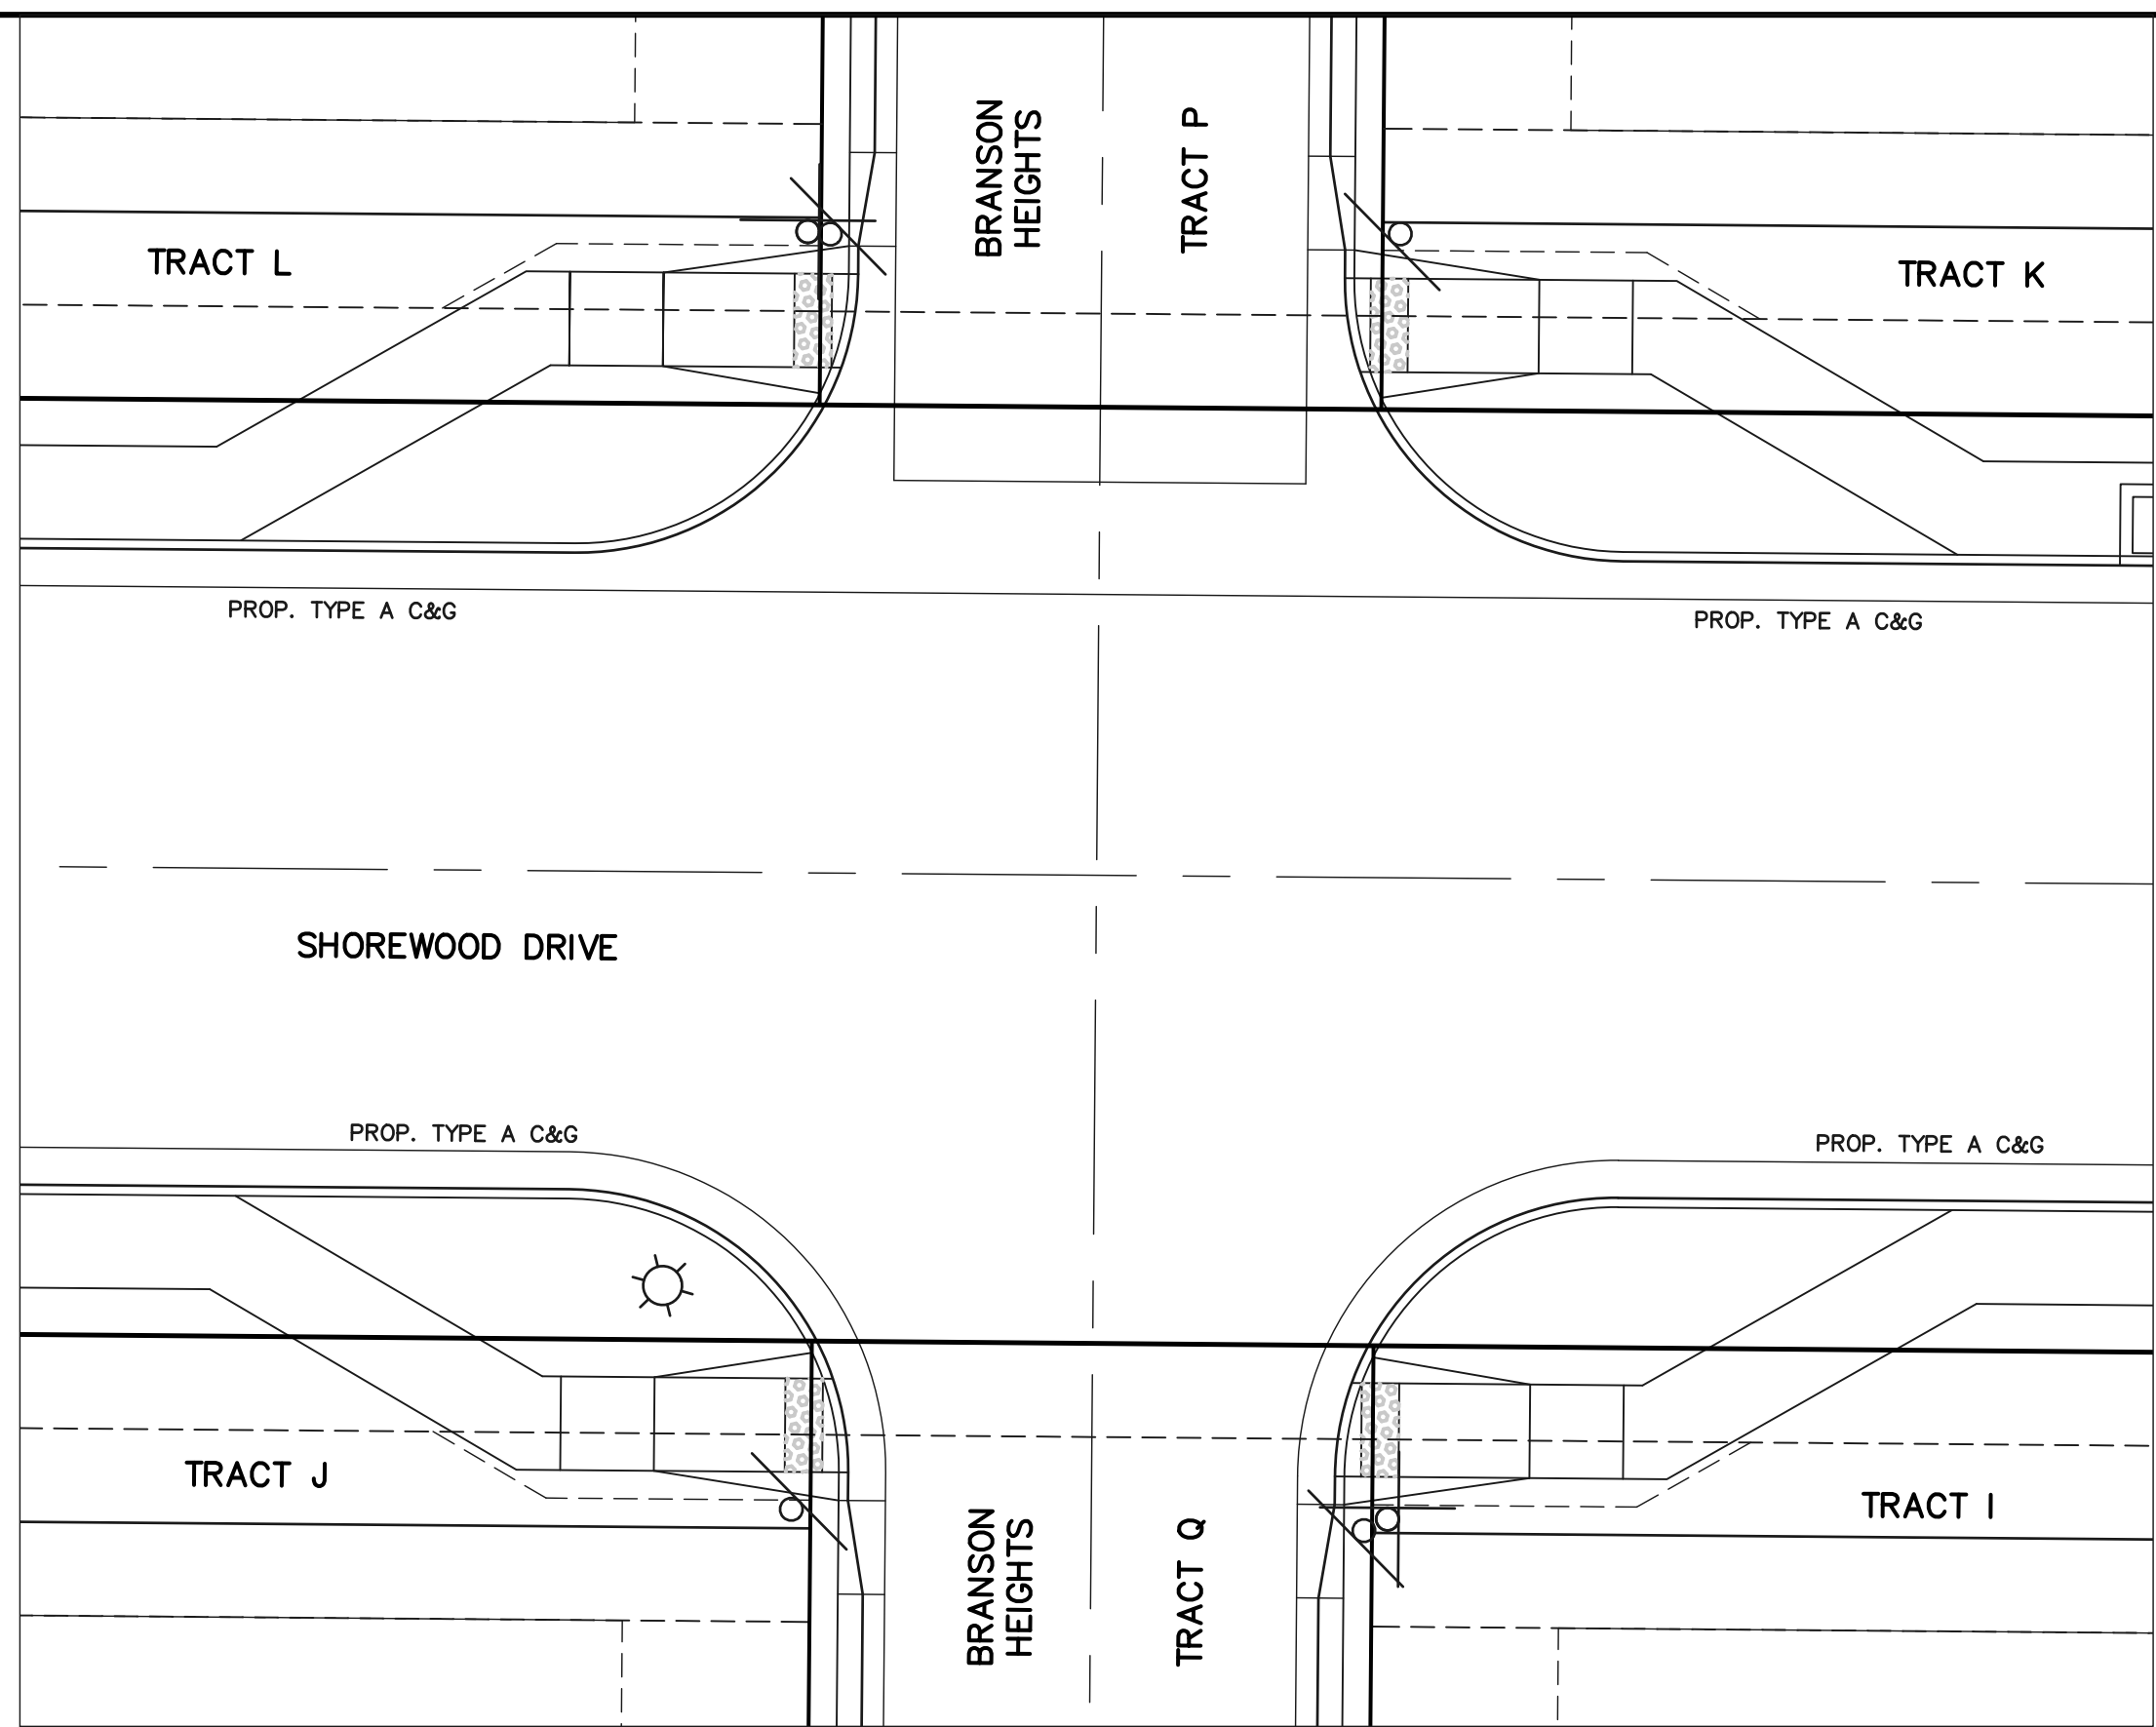 BRANSON
HEIGHTS
TRACT P
TRACT L
TRACT K
PROP. TYPE A C&G
PROP. TYPE A C&G
SHOREWOOD DRIVE
PROP. TYPE A C&G
PROP. TYPE A C&G
TRACT J
TRACT I
BRANSON
HEIGHTS
TRACT Q